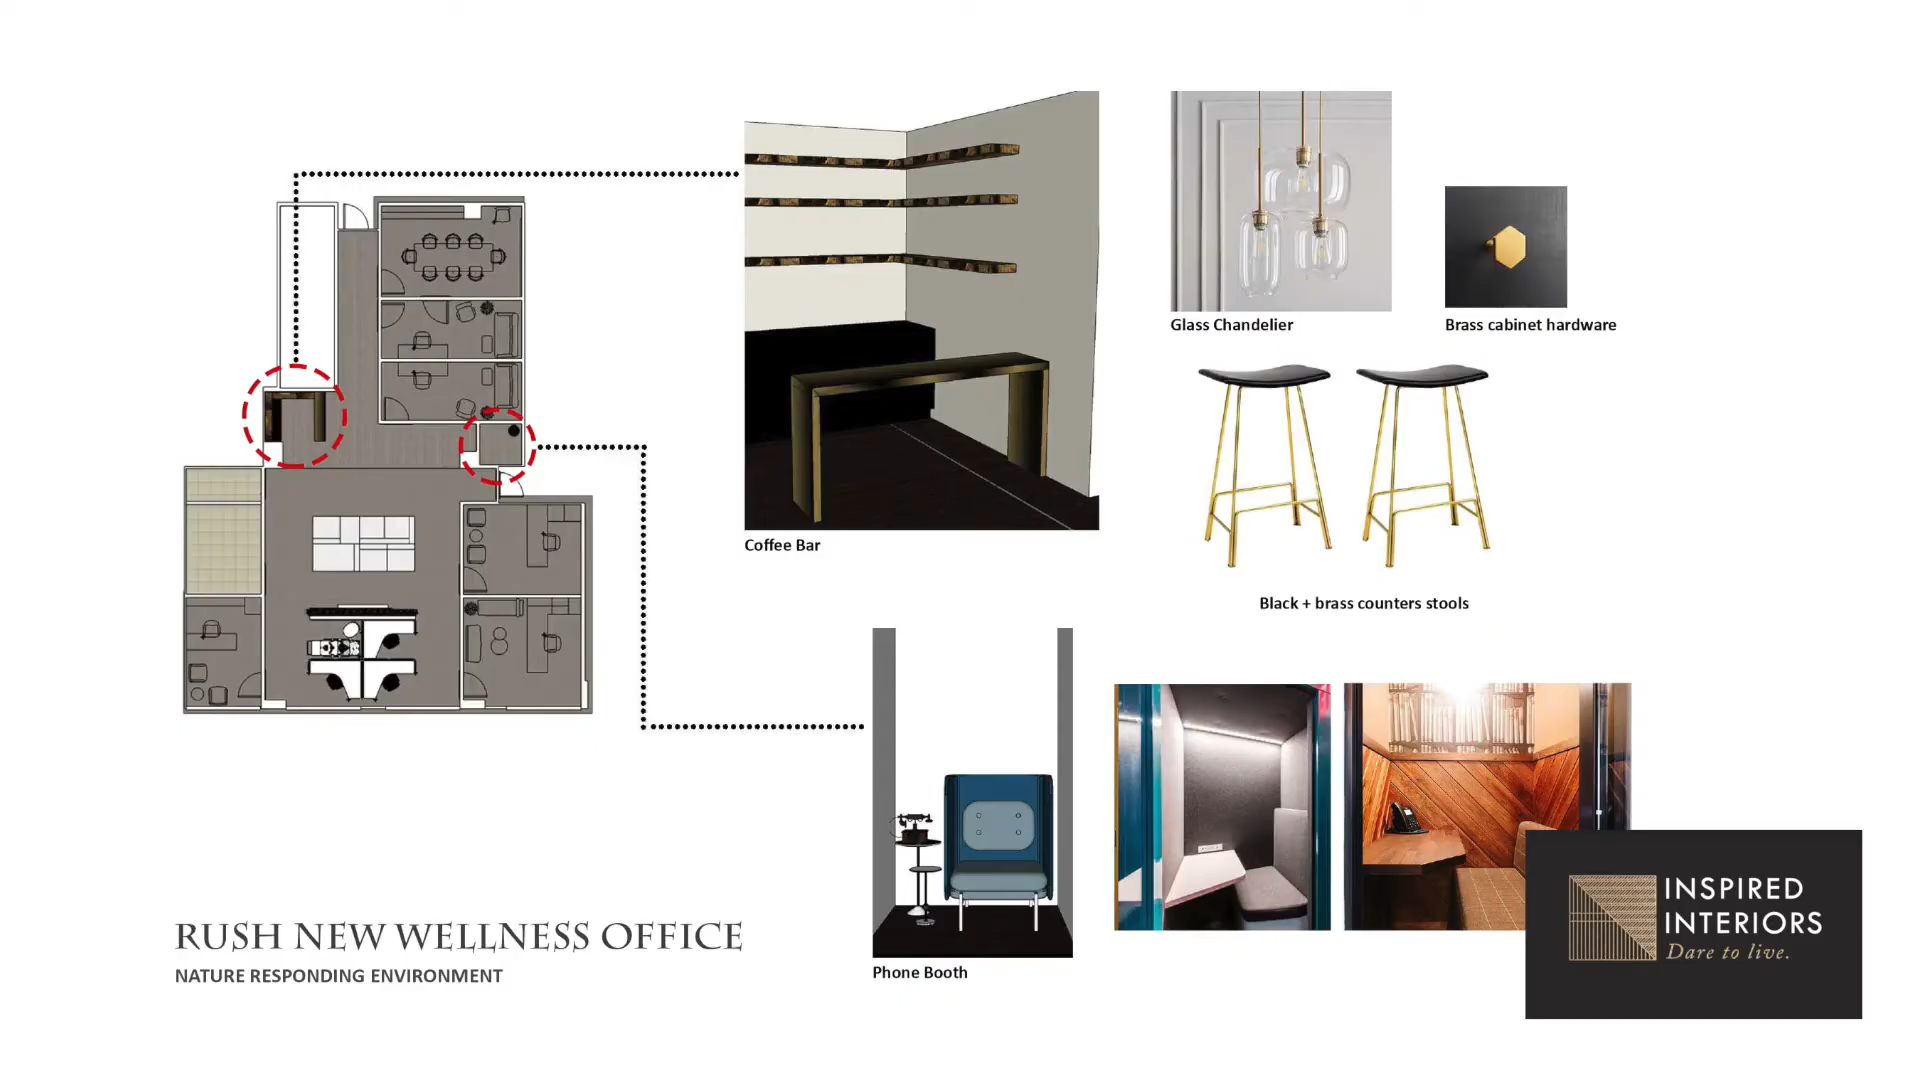 Glass Chandelier
Brass cabinet hardware
Coffee Bar
Black + brass counters stools
Phone Booth
RUSH NEW WELLNESS OFFICE
NATURE RESPONDING ENVIRONMENT
INSPIRED
INTERIORS
Dare to live.